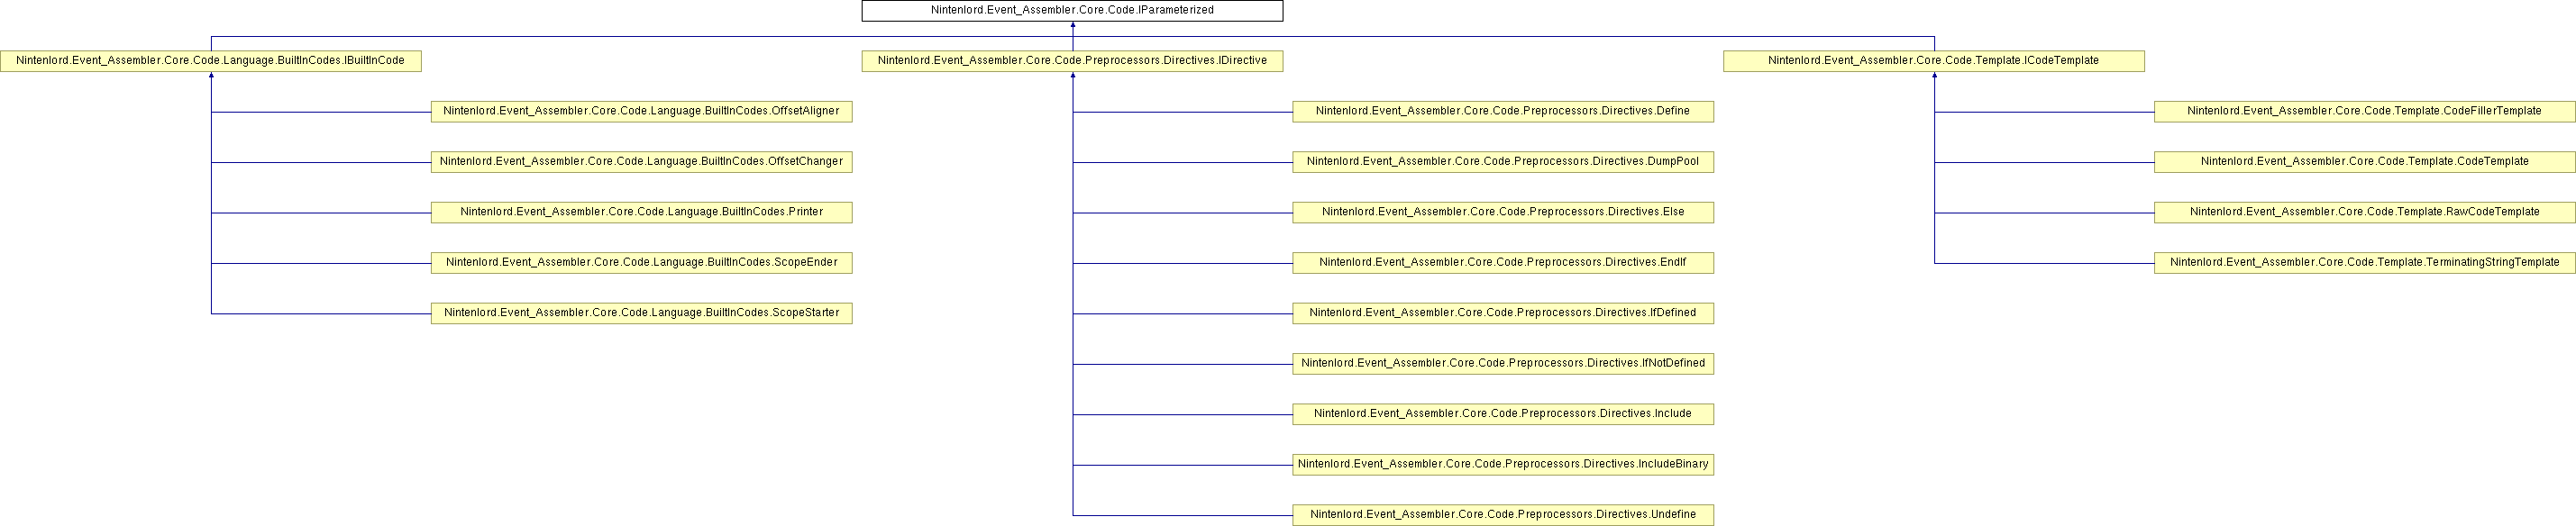 Nintenlord.Event_Assembler.Core.Code.IParameterized
Nintenlord.Event_Assembler.Core.Code.Language.BuiltInCodes.IBuiltInCode
Nintenlord.Event_Assembler.Core.Code.Preprocessors.Directives.IDirective
Nintenlord.Event_Assembler.Core.Code.Template.ICodeTemplate
Nintenlord.Event_Assembler.Core.Code.Language.BuiltInCodes.OffsetAligner
Nintenlord.Event_Assembler.Core.Code.Preprocessors.Directives.Define
Nintenlord.Event_Assembler.Core.Code.Template.CodeFillerTemplate
Nintenlord.Event_Assembler.Core.Code.Language.BuiltInCodes.OffsetChanger
Nintenlord.Event_Assembler.Core.Code.Preprocessors.Directives.DumpPool
Nintenlord.Event_Assembler.Core.Code.Template.CodeTemplate
Nintenlord.Event_Assembler.Core.Code.Language.BuiltInCodes.Printer
Nintenlord.Event_Assembler.Core.Code.Preprocessors.Directives.Else
Nintenlord.Event_Assembler.Core.Code.Template.RawCodeTemplate
Nintenlord.Event_Assembler.Core.Code.Language.BuiltInCodes.ScopeEnder
Nintenlord.Event_Assembler.Core.Code.Preprocessors.Directives.EndIf
Nintenlord.Event_Assembler.Core.Code.Template.TerminatingStringTemplate
Nintenlord.Event_Assembler.Core.Code.Language.BuiltInCodes.ScopeStarter
Nintenlord.Event_Assembler.Core.Code.Preprocessors.Directives.IfDefined
Nintenlord.Event_Assembler.Core.Code.Preprocessors.Directives.IfNotDefined
Nintenlord.Event_Assembler.Core.Code.Preprocessors.Directives.Include
Nintenlord.Event_Assembler.Core.Code.Preprocessors.Directives.IncludeBinary
Nintenlord.Event_Assembler.Core.Code.Preprocessors.Directives.Undefine